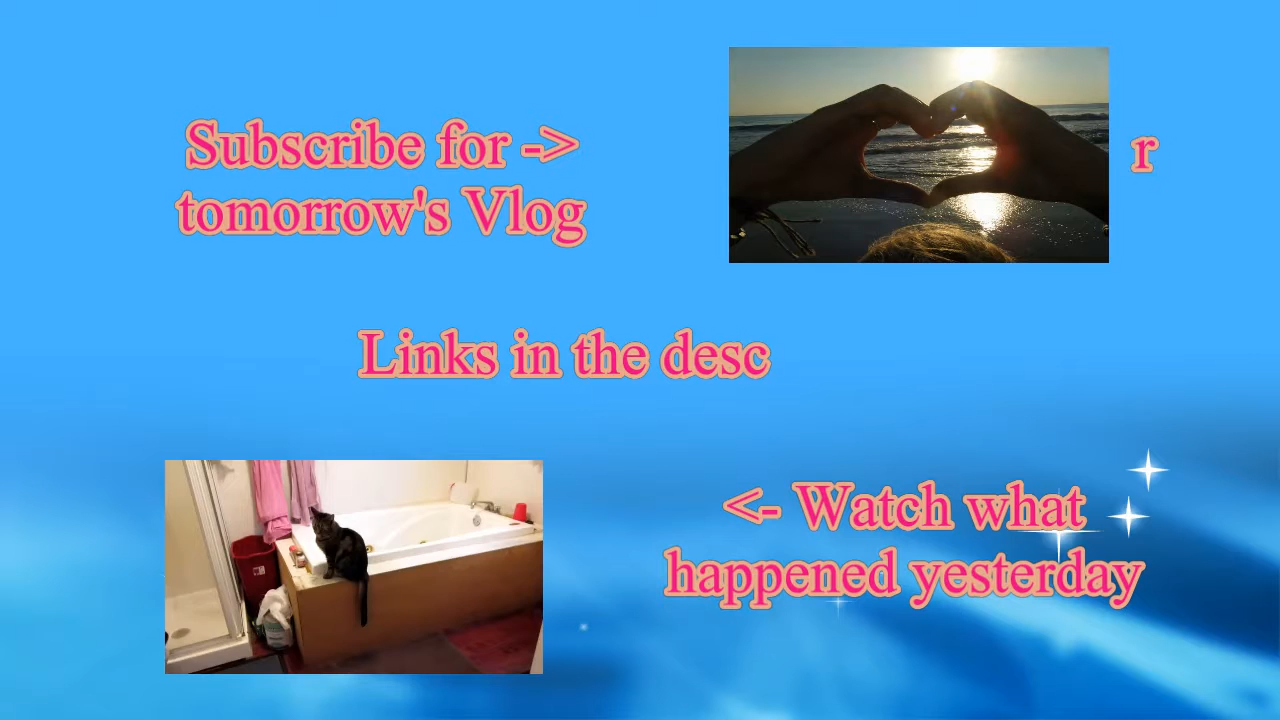 Subscribe for ->
tomorrow's Vlog
r
Links in the desc
<- Watch what
happened yesterday